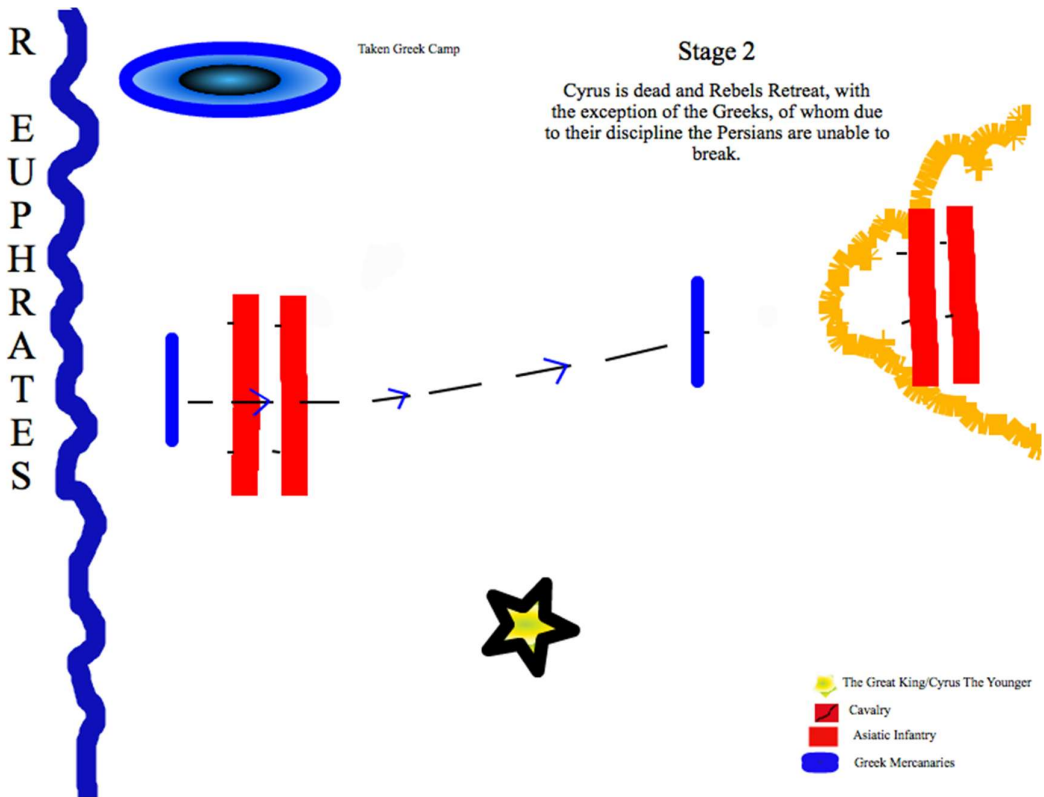 R EUPHRATES
Taken Greek Camp
Stage 2
Cyrus is dead and Rebels Retreat, with
the exception of the Greeks, of whom due
to their discipline the Persians are unable to
break.
The Great King/Cyrus The Younger
Cavalry
Asiatic Infantry
Greek Mercanaries